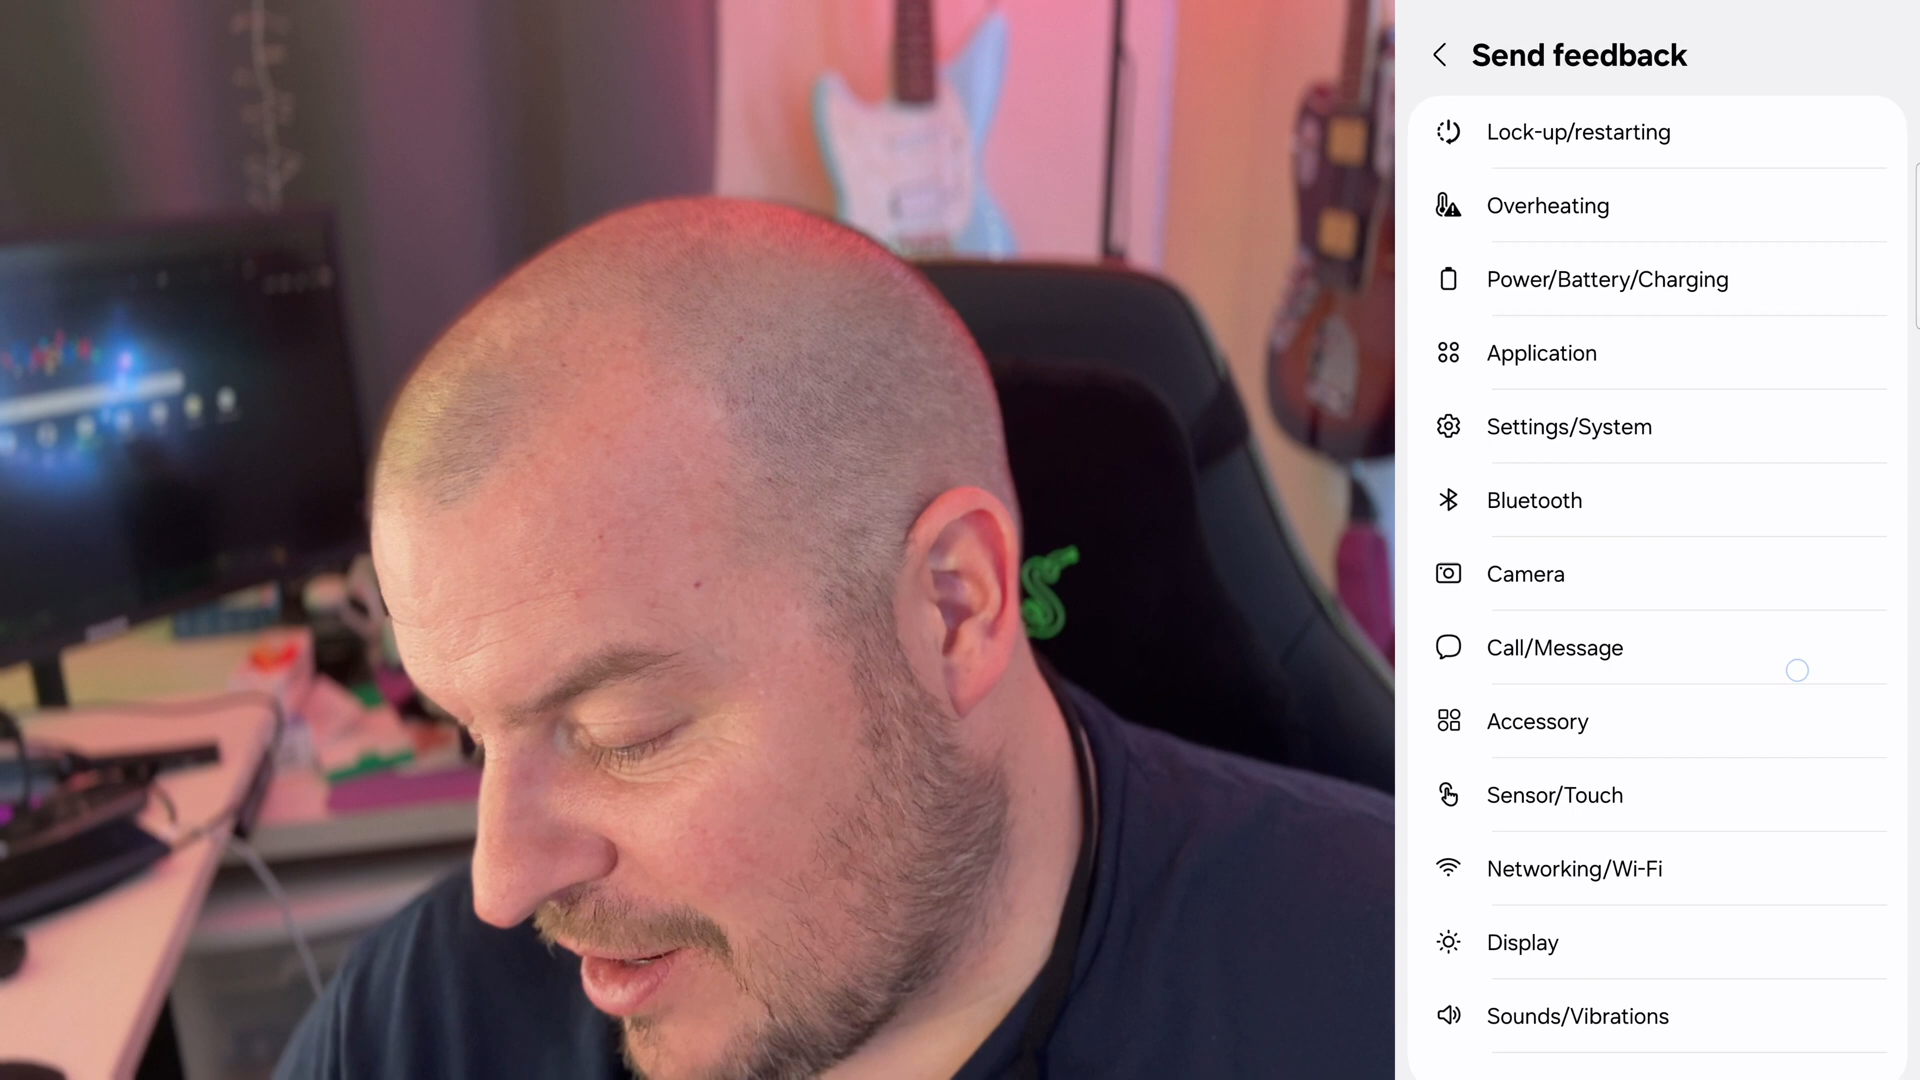 Send feedback
Lock-up/restarting
Overheating
Power/Battery/Charging
Application
Settings/System
Bluetooth
Camera
Call/Message
Accessory
Sensor/Touch
Networking/Wi-Fi
Display
Sounds/Vibrations